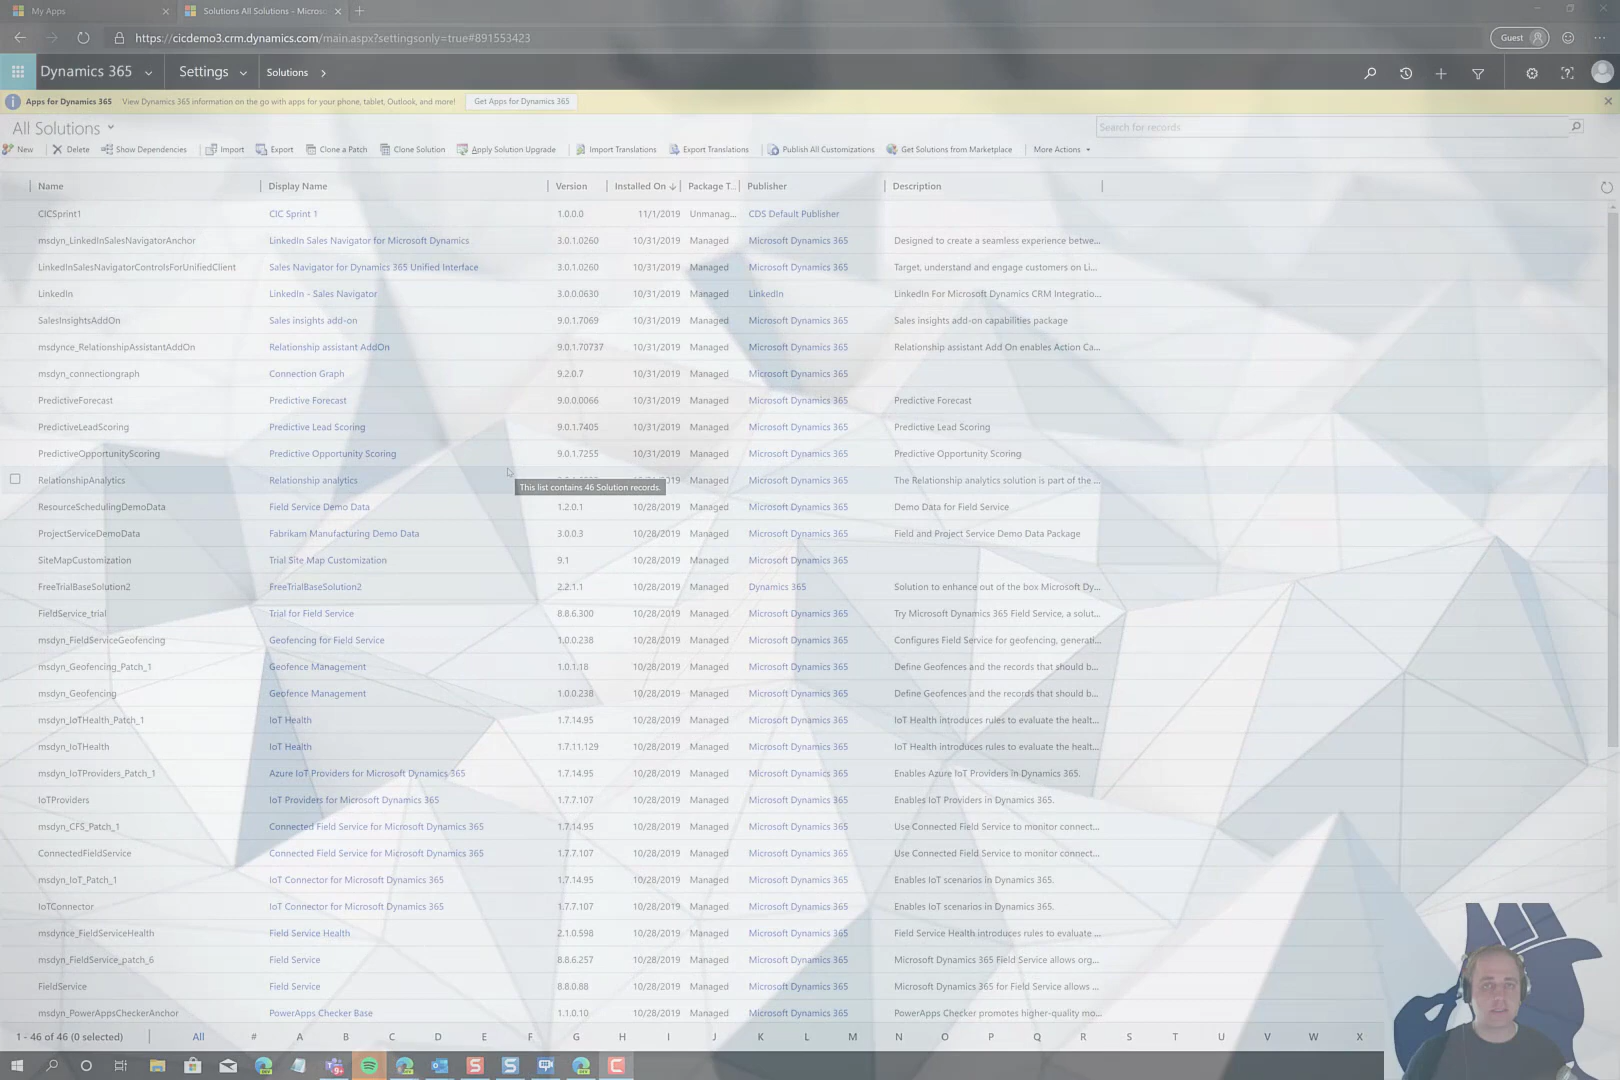 My Apps
Solutions All Solutions - Micros
https://cicdemo3.crm.dynamics.com/main.aspx?settingsonly=true#891553423
Guest
Dynamics 365
Settings
Solutions
Apps for Dynamics 365 View Dynamics 365 information on the go with apps for your phone, tablet, Outlook, and more! Get Apps for Dynamics 365
All Solutions
Search for records
New Delete Show Dependencies Import Export Clone a Patch Clone Solution Apply Solution Upgrade Import Translations Export Translations Publish All Customizations Get Solutions from Marketplace More Actions
Name Display Name Version Installed On Package T... Publisher Description
CICSprint1 CIC Sprint 1 1.0.0.0 11/1/2019 Unmanag... CDS Default Publisher
msdyn_LinkedInSalesNavigatorAnchor LinkedIn Sales Navigator for Microsoft Dynamics 3.0.1.0260 10/31/2019 Managed Microsoft Dynamics 365 Designed to create a seamless experience betwe...
LinkedInSalesNavigatorControlsForUnifiedClient Sales Navigator for Dynamics 365 Unified Interface 3.0.1.0260 10/31/2019 Managed Microsoft Dynamics 365 Target, understand and engage customers on Li...
LinkedIn LinkedIn - Sales Navigator 3.0.0.0630 10/31/2019 Managed LinkedIn LinkedIn For Microsoft Dynamics CRM Integratio...
SalesInsightsAddOn Sales insights add-on 9.0.1.7069 10/31/2019 Managed Microsoft Dynamics 365 Sales insights add-on capabilities package
msdynce_RelationshipAssistantAddOn Relationship assistant AddOn 9.0.1.70737 10/31/2019 Managed Microsoft Dynamics 365 Relationship assistant Add On enables Action Ca...
msdyn_connectiongraph Connection Graph 9.2.0.7 10/31/2019 Managed Microsoft Dynamics 365
PredictiveForecast Predictive Forecast 9.0.0.0066 10/31/2019 Managed Microsoft Dynamics 365 Predictive Forecast
PredictiveLeadScoring Predictive Lead Scoring 9.0.1.7405 10/31/2019 Managed Microsoft Dynamics 365 Predictive Lead Scoring
PredictiveOpportunityScoring Predictive Opportunity Scoring 9.0.1.7255 10/31/2019 Managed Microsoft Dynamics 365 Predictive Opportunity Scoring
RelationshipAnalytics Relationship analytics Managed Microsoft Dynamics 365 The Relationship analytics solution is part of the ...
This list contains 46 Solution records.
ResourceSchedulingDemoData Field Service Demo Data 1.2.0.1 10/28/2019 Managed Microsoft Dynamics 365 Demo Data for Field Service
ProjectServiceDemoData Fabrikam Manufacturing Demo Data 3.0.0.3 10/28/2019 Managed Microsoft Dynamics 365 Field and Project Service Demo Data Package
SiteMapCustomization Trial Site Map Customization 9.1 10/28/2019 Managed Microsoft Dynamics 365
FreeTrialBaseSolution2 FreeTrialBaseSolution2 2.2.1.1 10/28/2019 Managed Dynamics 365 Solution to enhance out of the box Microsoft Dy...
FieldService_trial Trial for Field Service 8.8.6.300 10/28/2019 Managed Microsoft Dynamics 365 Try Microsoft Dynamics 365 Field Service, a solut...
msdyn_FieldServiceGeofencing Geofencing for Field Service 1.0.0.238 10/28/2019 Managed Microsoft Dynamics 365 Configures Field Service for geofencing, generati...
msdyn_Geofencing_Patch_1 Geofence Management 1.0.1.18 10/28/2019 Managed Microsoft Dynamics 365 Define Geofences and the records that should b...
msdyn_Geofencing Geofence Management 1.0.0.238 10/28/2019 Managed Microsoft Dynamics 365 Define Geofences and the records that should b...
msdyn_IoTHealth_Patch_1 IoT Health 1.7.14.95 10/28/2019 Managed Microsoft Dynamics 365 IoT Health introduces rules to evaluate the healt...
msdyn_IoTHealth IoT Health 1.7.11.129 10/28/2019 Managed Microsoft Dynamics 365 IoT Health introduces rules to evaluate the healt...
msdyn_IoTProviders_Patch_1 Azure IoT Providers for Microsoft Dynamics 365 1.7.14.95 10/28/2019 Managed Microsoft Dynamics 365 Enables Azure IoT Providers in Dynamics 365.
IoTProviders IoT Providers for Microsoft Dynamics 365 1.7.7.107 10/28/2019 Managed Microsoft Dynamics 365 Enables IoT Providers in Dynamics 365.
msdyn_CFS_Patch_1 Connected Field Service for Microsoft Dynamics 365 1.7.14.95 10/28/2019 Managed Microsoft Dynamics 365 Use Connected Field Service to monitor connect...
ConnectedFieldService Connected Field Service for Microsoft Dynamics 365 1.7.7.107 10/28/2019 Managed Microsoft Dynamics 365 Use Connected Field Service to monitor connect...
msdyn_IoT_Patch_1 IoT Connector for Microsoft Dynamics 365 1.7.14.95 10/28/2019 Managed Microsoft Dynamics 365 Enables IoT scenarios in Dynamics 365.
IoTConnector IoT Connector for Microsoft Dynamics 365 1.7.7.107 10/28/2019 Managed Microsoft Dynamics 365 Enables IoT scenarios in Dynamics 365.
msdynce_FieldServiceHealth Field Service Health 2.1.0.598 10/28/2019 Managed Microsoft Dynamics 365 Field Service Health introduces rules to evaluate ...
msdyn_FieldService_patch_6 Field Service 8.8.6.257 10/28/2019 Managed Microsoft Dynamics 365 Microsoft Dynamics 365 Field Service allows org...
FieldService Field Service 8.8.0.88 10/28/2019 Managed Microsoft Dynamics 365 Microsoft Dynamics 365 for Field Service allows ...
msdyn_PowerAppsCheckerAnchor PowerApps Checker Base 1.1.0.10 10/28/2019 Managed Microsoft Dynamics 365 PowerApps Checker promotes higher-quality mo...
1 - 46 of 46 (0 selected) All # A B C D E F G H I J K L M N O P Q R S T U V W X